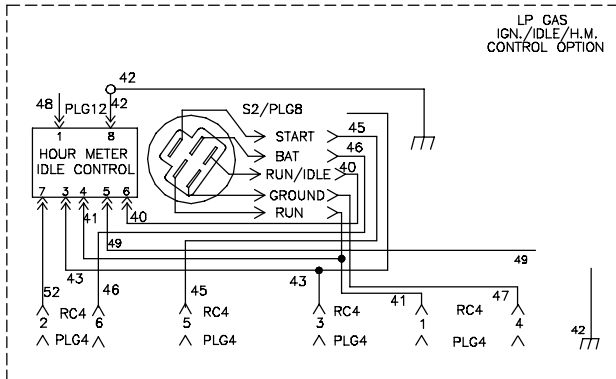 LP GAS
IGN./IDLE/H.M.
CONTROL OPTION
42
48 PLG12 42
S2/PLG8
1 8
45
START
HOUR METER
IDLE CONTROL
BAT
46
RUN/IDLE
40
7 3 4 5 6
GROUND
41 40
RUN
49
49
43
43
52 46 45 41 47
RC4 RC4 RC4 RC4
2 6 5 3 1 4
42
PLG4 PLG4 PLG4 PLG4